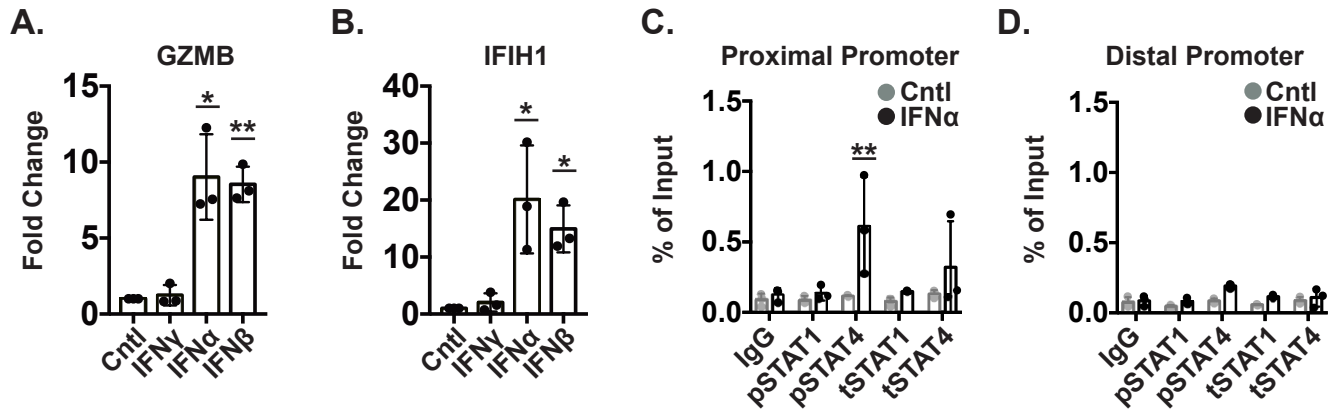 A.
GZMB
Fold Change
15
10
5
0
*
**
Cntl
IFNγ
IFNα
IFNβ
B.
IFIH1
Fold Change
40
30
20
10
0
*
*
Cntl
IFNγ
IFNα
IFNβ
C.
Proximal Promoter
Cntl
IFNα
% of Input
1.5
1.0
0.5
0.0
**
IgG
pSTAT1
pSTAT4
tSTAT1
tSTAT4
D.
Distal Promoter
Cntl
IFNα
% of Input
1.5
1.0
0.5
0.0
IgG
pSTAT1
pSTAT4
tSTAT1
tSTAT4